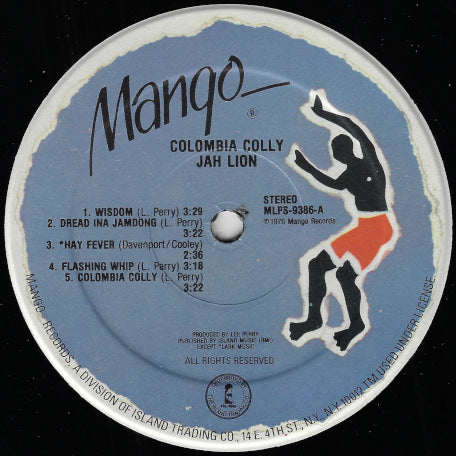 Mango
®
COLOMBIA COLLY
JAH LION
1. WISDOM (L. Perry) 3:29
2. DREAD INA JAMDONG (L. Perry)
3:22
3. *HAY FEVER (Davenport/Cooley)
2:36
4. FLASHING WHIP (L. Perry) 3:18
5. COLOMBIA COLLY (L. Perry)
3:22
STEREO
MLPS-9386-A
℗ 1976 Mango Records
PRODUCED BY LEE PERRY
PUBLISHED BY ISLAND MUSIC (BMI)
EXCEPT *LARK MUSIC
ALL RIGHTS RESERVED
ISLAND
MANGO™ RECORDS, A DIVISION OF ISLAND TRADING CO., 14 E. 4TH ST., N.Y., N.Y. 10012 TM USED UNDER LICENSE.